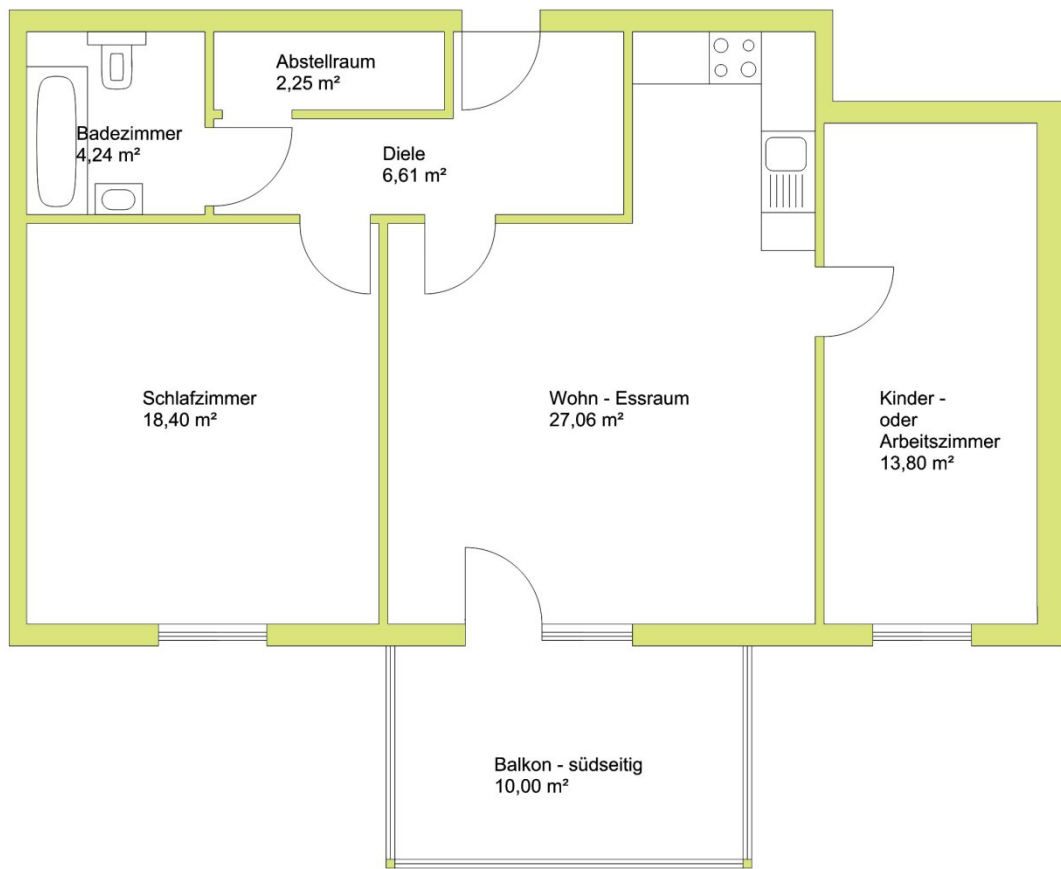 Abstellraum
2,25 m²
Badezimmer
4,24 m²
Diele
6,61 m²
Schlafzimmer
18,40 m²
Wohn - Essraum
27,06 m²
Kinder -
oder
Arbeitszimmer
13,80 m²
Balkon - südseitig
10,00 m²